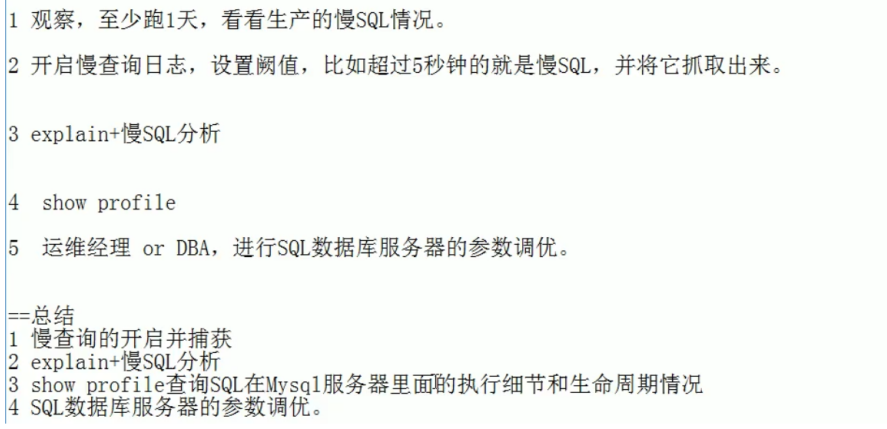 1 观察，至少跑1天，看看生产的慢SQL情况。
2 开启慢查询日志，设置阙值，比如超过5秒钟的就是慢SQL，并将它抓取出来。
3 explain+慢SQL分析
4 show profile
5 运维经理 or DBA，进行SQL数据库服务器的参数调优。
==总结
1 慢查询的开启并捕获
2 explain+慢SQL分析
3 show profile查询SQL在Mysql服务器里面的执行细节和生命周期情况
4 SQL数据库服务器的参数调优。